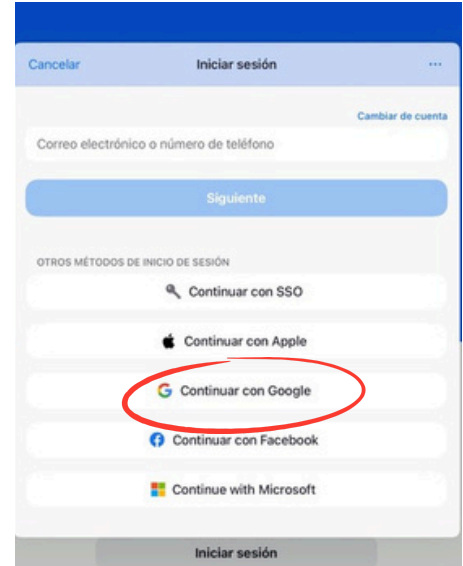 Cancelar
Iniciar sesión
...
Cambiar de cuenta
Correo electrónico o número de teléfono
Siguiente
OTROS MÉTODOS DE INICIO DE SESIÓN
Continuar con SSO
Continuar con Apple
Continuar con Google
Continuar con Facebook
Continue with Microsoft
Iniciar sesión